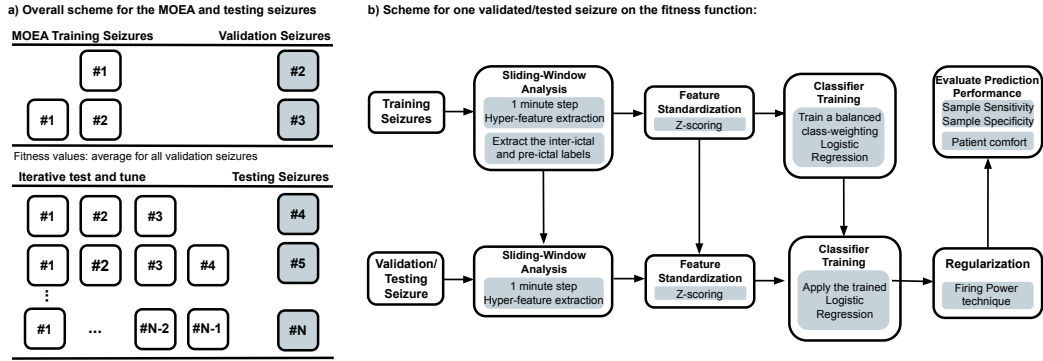 a) Overall scheme for the MOEA and testing seizures
MOEA Training Seizures
Validation Seizures
#1
#2
#1
#2
#3
Fitness values: average for all validation seizures
Iterative test and tune
Testing Seizures
#1
#2
#3
#4
#1
#2
#3
#4
#5
...
#1
...
#N-2
#N-1
#N
b) Scheme for one validated/tested seizure on the fitness function:
Training
Seizures
Sliding-Window
Analysis
1 minute step
Hyper-feature extraction
Extract the inter-ictal
and pre-ictal labels
Feature
Standardization
Z-scoring
Classifier
Training
Train a balanced
class-weighting
Logistic
Regression
Evaluate Prediction
Performance
Sample Sensitivity
Sample Specificity
Patient comfort
Validation/
Testing
Seizure
Sliding-Window
Analysis
1 minute step
Hyper-feature extraction
Feature
Standardization
Z-scoring
Classifier
Training
Apply the trained
Logistic
Regression
Regularization
Firing Power
technique